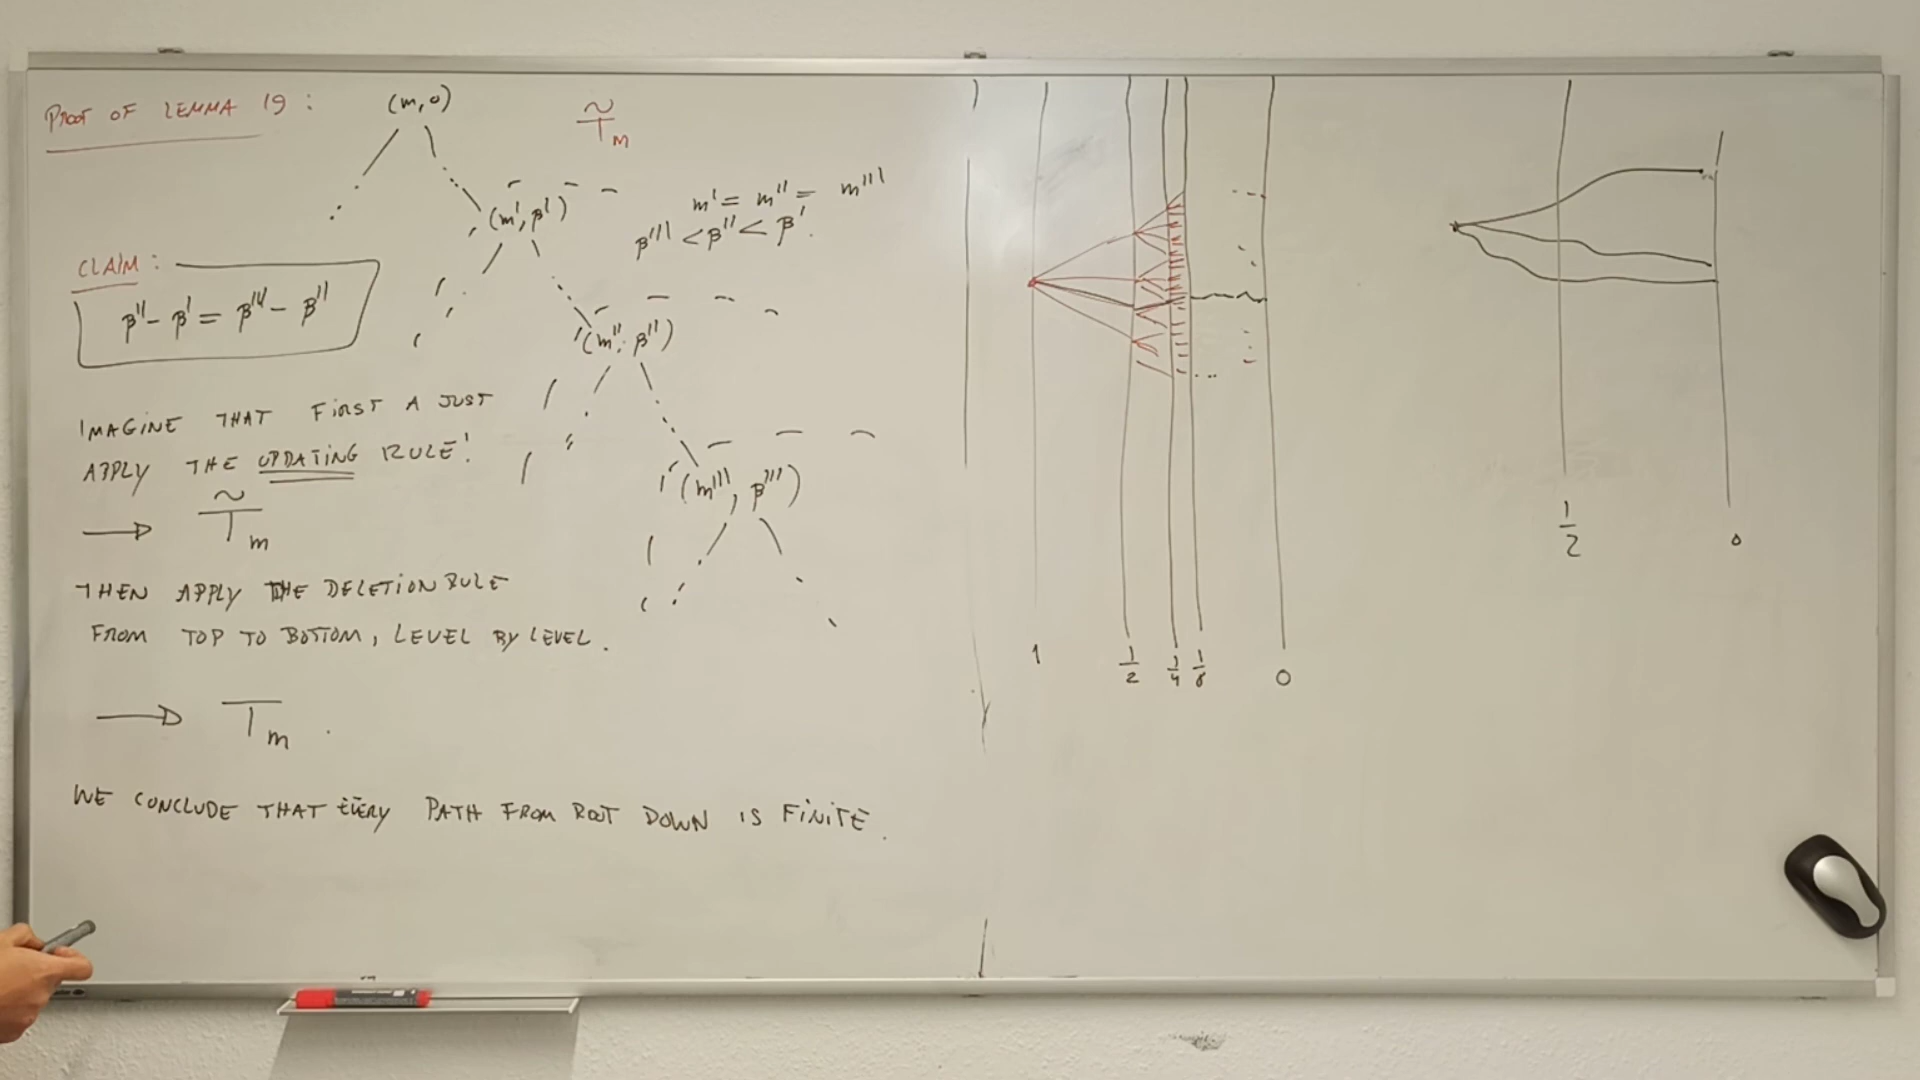 PROOF OF LEMMA 19 :
(m, 0)
T̃m
(m', β')
m' = m'' = m'''
β''' < β'' < β'.
CLAIM :
β'' - β' = β''' - β''
(m'', β'')
IMAGINE THAT FIRST A JUST
APPLY THE UPDATING RULE!
T̃m
(m''', β''')
THEN APPLY THE DELETION RULE
FROM TOP TO BOTTOM, LEVEL BY LEVEL.
Tm.
WE CONCLUDE THAT EVERY PATH FROM ROOT DOWN IS FINITE.
1 1/2 1/4 1/8 0
1/2 0